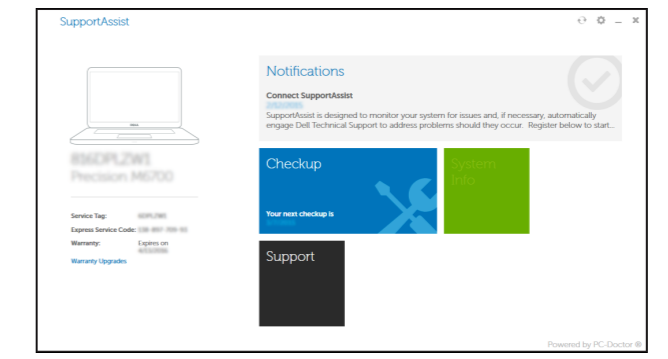 SupportAssist
Notifications
Connect SupportAssist
SupportAssist is designed to monitor your system for issues and, if necessary, automatically
engage Dell Technical Support to address problems should they occur. Register below to start...
Precision M6700
Checkup
System
Info
Your next checkup is
Service Tag:
Express Service Code:
Warranty: Expires on
Warranty Upgrades
Support
Powered by PC-Doctor ®